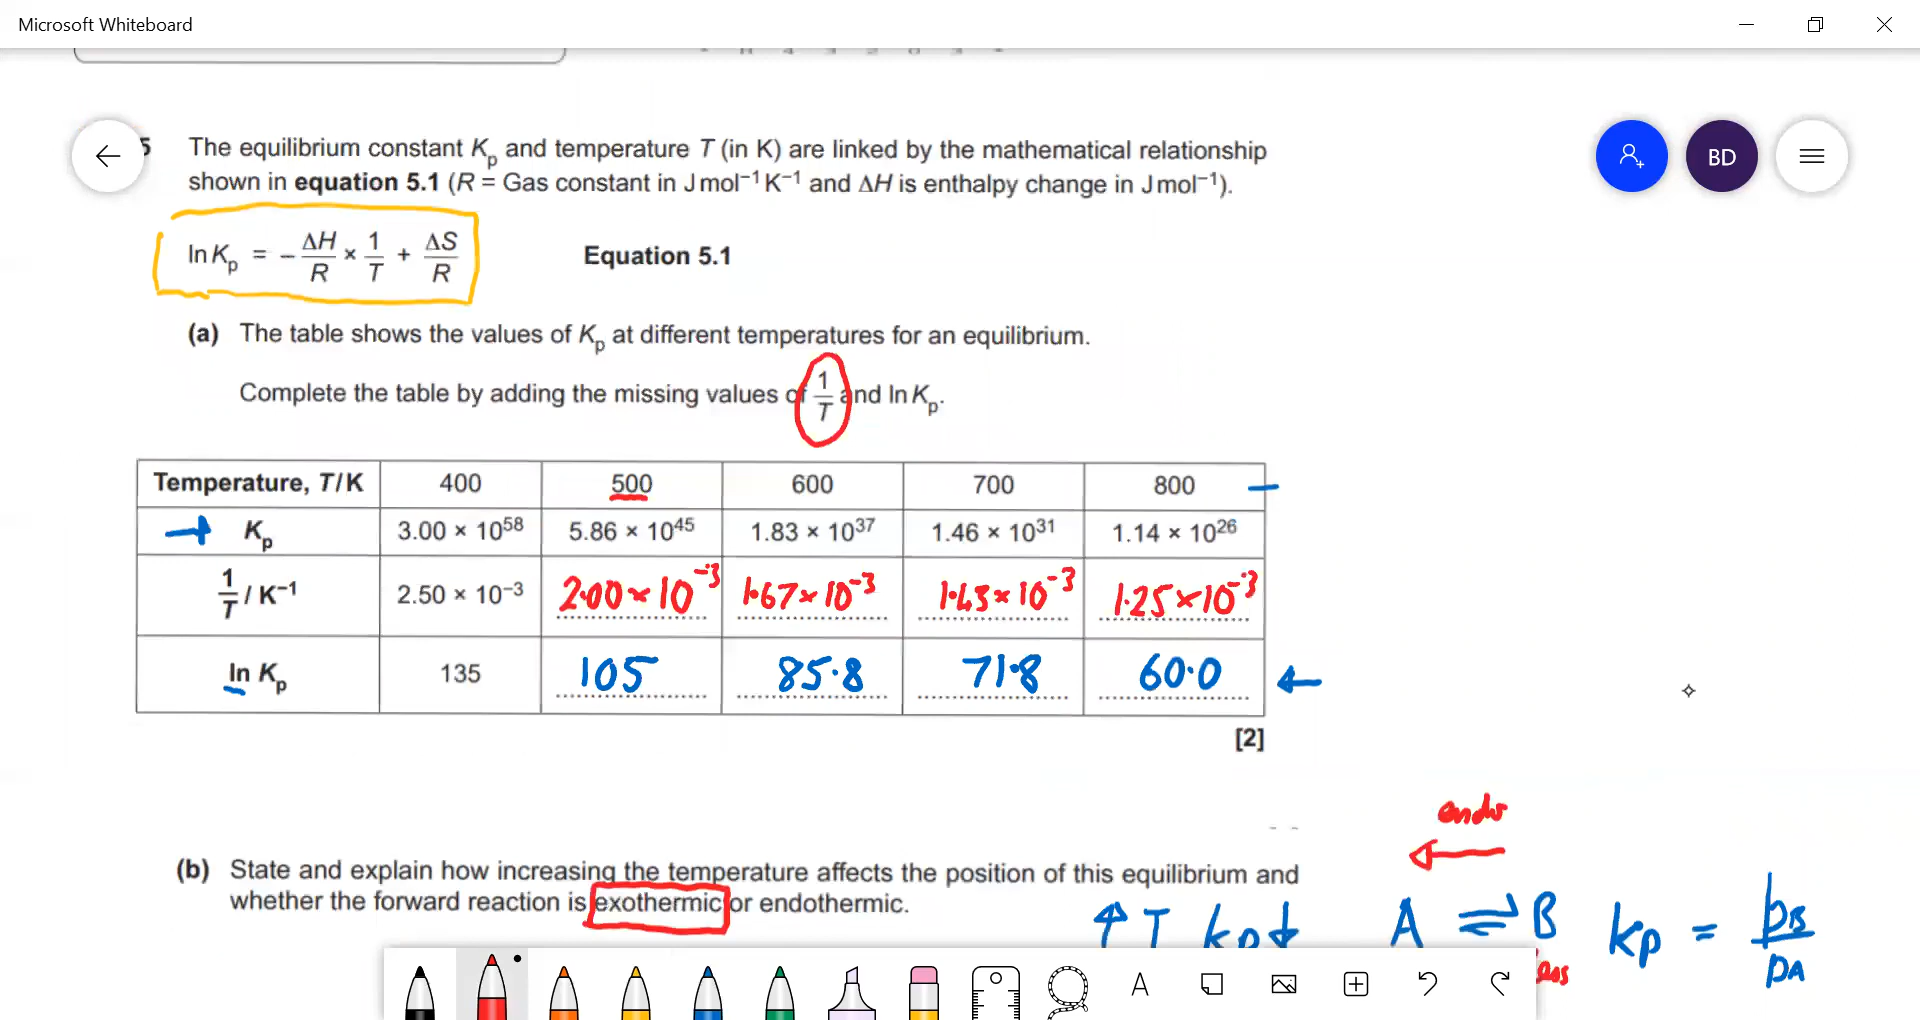 Microsoft Whiteboard
5 The equilibrium constant Kp and temperature T (in K) are linked by the mathematical relationship
shown in equation 5.1 (R = Gas constant in J mol⁻¹ K⁻¹ and ΔH is enthalpy change in J mol⁻¹).
BD
ln Kp = − ΔH/R × 1/T + ΔS/R Equation 5.1
(a) The table shows the values of Kp at different temperatures for an equilibrium.
Complete the table by adding the missing values of 1/T and ln Kp.
Temperature, T/K 400 500 600 700 800
Kp 3.00 × 10⁵⁸ 5.86 × 10⁴⁵ 1.83 × 10³⁷ 1.46 × 10³¹ 1.14 × 10²⁶
1/T / K⁻¹ 2.50 × 10⁻³ 2.00 × 10⁻³ 1.67 × 10⁻³ 1.43 × 10⁻³ 1.25 × 10⁻³
ln Kp 135 105 85.8 71.8 60.0
[2]
endo
(b) State and explain how increasing the temperature affects the position of this equilibrium and
whether the forward reaction is exothermic or endothermic.
↑ T Kp ↓ A ⇌ B Kp = pB/pA